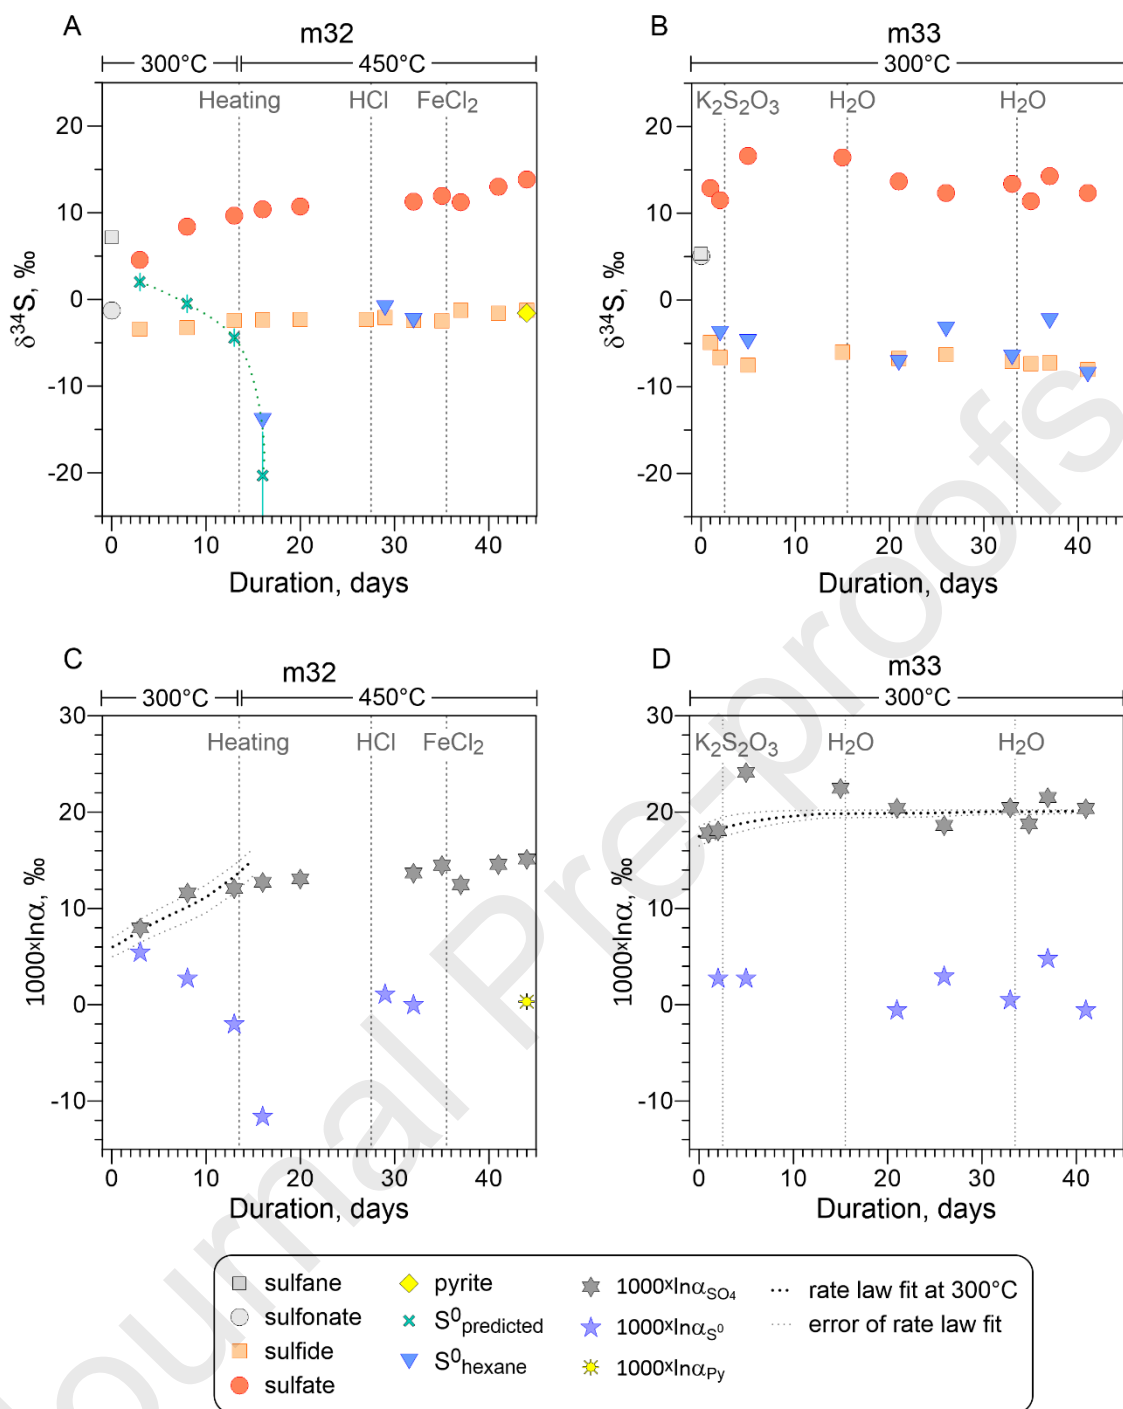 A
m32
300°C
450°C
Heating
HCl
FeCl₂
20
10
0
-10
-20
δ³⁴S, ‰
0
10
20
30
40
Duration, days
B
m33
300°C
K₂S₂O₃
H₂O
H₂O
20
10
0
-10
-20
δ³⁴S, ‰
0
10
20
30
40
Duration, days
C
m32
300°C
450°C
Heating
HCl
FeCl₂
30
20
10
0
-10
1000×lnα, ‰
0
10
20
30
40
Duration, days
D
m33
300°C
K₂S₂O₃
H₂O
H₂O
30
20
10
0
-10
1000×lnα, ‰
0
10
20
30
40
Duration, days
sulfane
sulfonate
sulfide
sulfate
pyrite
S⁰predicted
S⁰hexane
1000×lnαSO₄
1000×lnαS⁰
1000×lnαPy
rate law fit at 300°C
error of rate law fit
Journal Pre-proofs